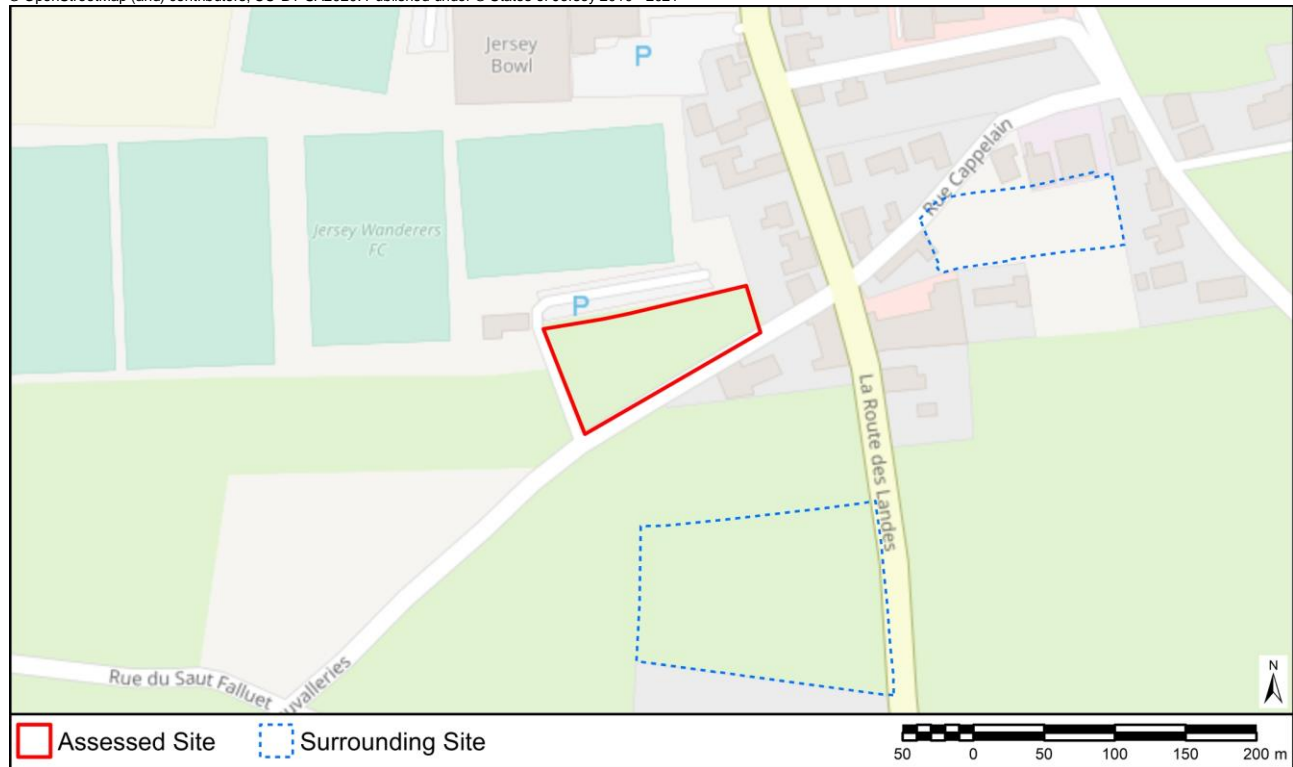 Jersey
Bowl
P
Rue Cappelain
Jersey Wanderers
FC
P
La Route des Landes
Rue du Saut Falluet
Assessed Site
Surrounding Site
N
50 0 50 100 150 200 m